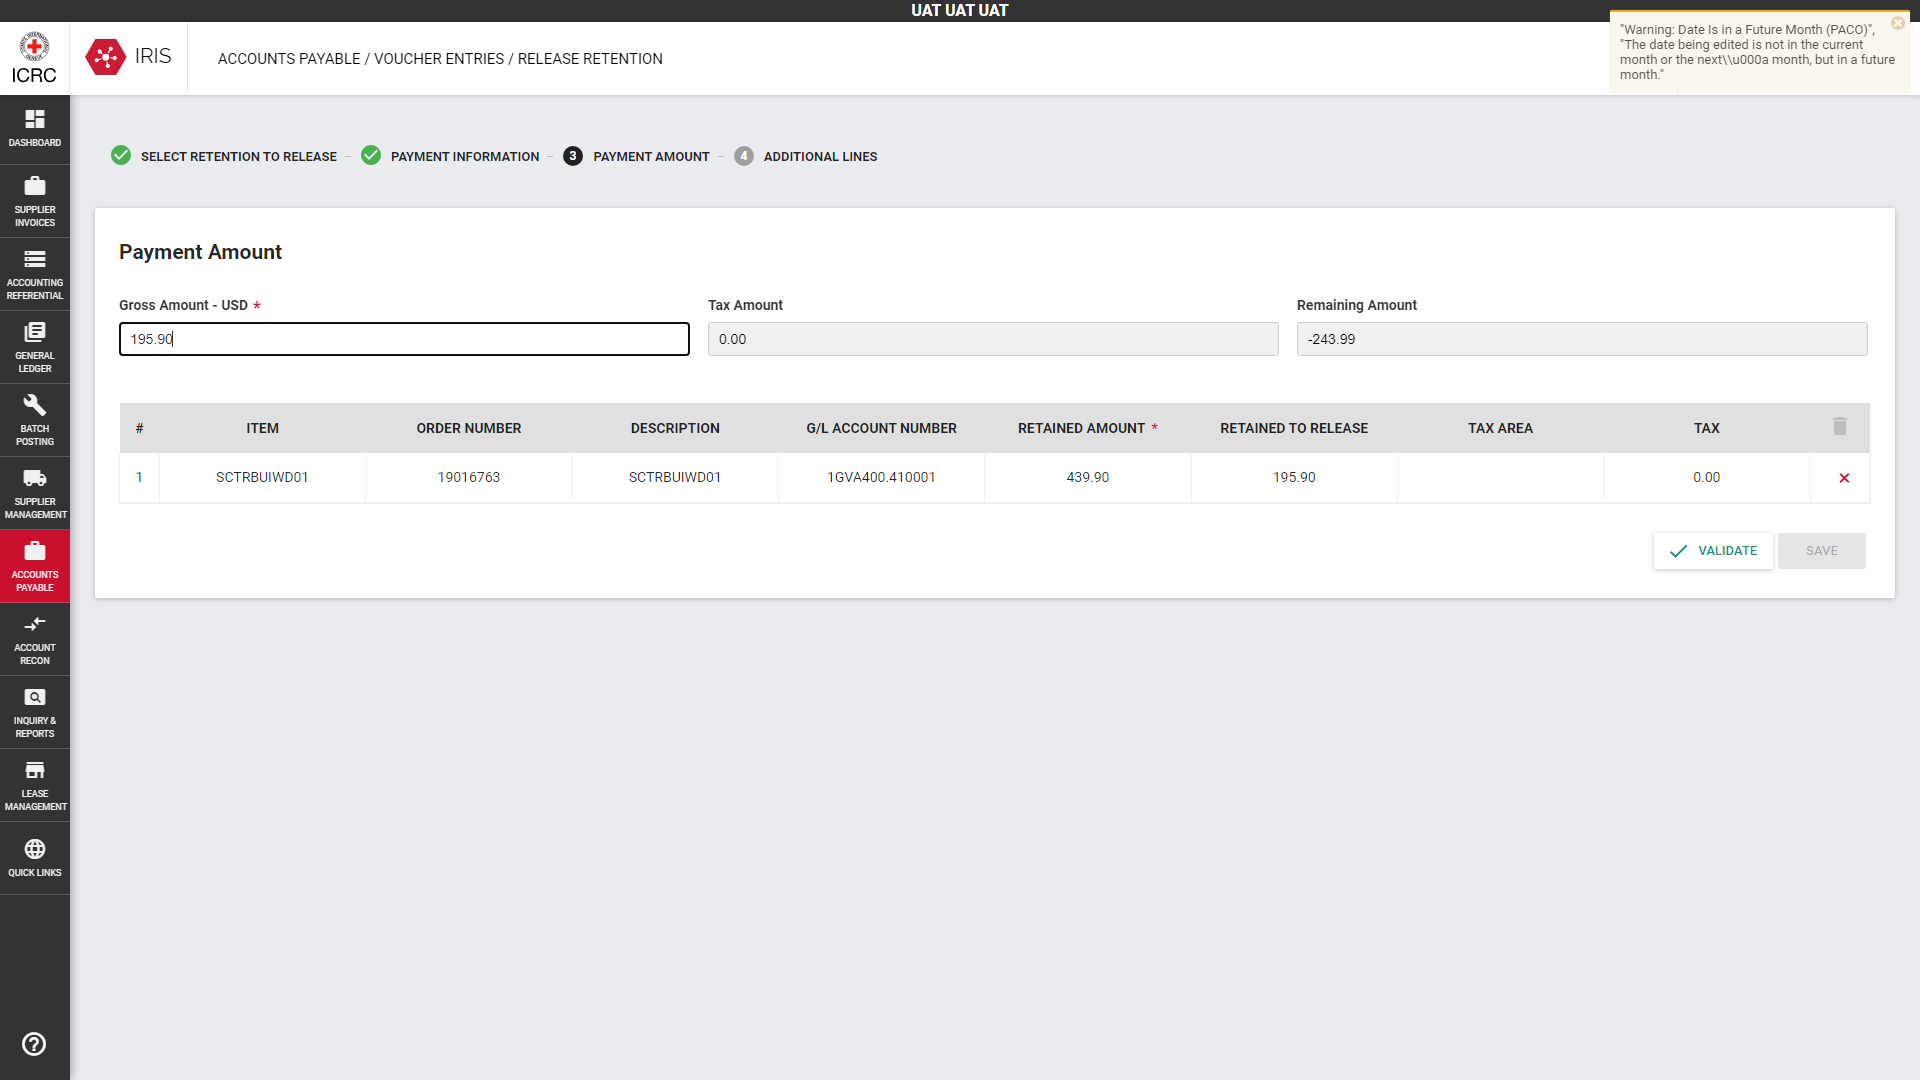 UAT UAT UAT
ICRC
IRIS
ACCOUNTS PAYABLE / VOUCHER ENTRIES / RELEASE RETENTION
"Warning: Date Is in a Future Month (PACO)",
"The date being edited is not in the current
month or the next\\u000a month, but in a future
month."
DASHBOARD
SUPPLIER
INVOICES
ACCOUNTING
REFERENTIAL
GENERAL
LEDGER
BATCH
POSTING
SUPPLIER
MANAGEMENT
ACCOUNTS
PAYABLE
ACCOUNT
RECON
INQUIRY &
REPORTS
LEASE
MANAGEMENT
QUICK LINKS
SELECT RETENTION TO RELEASE – PAYMENT INFORMATION – 3 PAYMENT AMOUNT – 4 ADDITIONAL LINES
Payment Amount
Gross Amount - USD * Tax Amount Remaining Amount
195.90 0.00 -243.99
# ITEM ORDER NUMBER DESCRIPTION G/L ACCOUNT NUMBER RETAINED AMOUNT * RETAINED TO RELEASE TAX AREA TAX
1 SCTRBUIWD01 19016763 SCTRBUIWD01 1GVA400.410001 439.90 195.90 0.00
VALIDATE SAVE